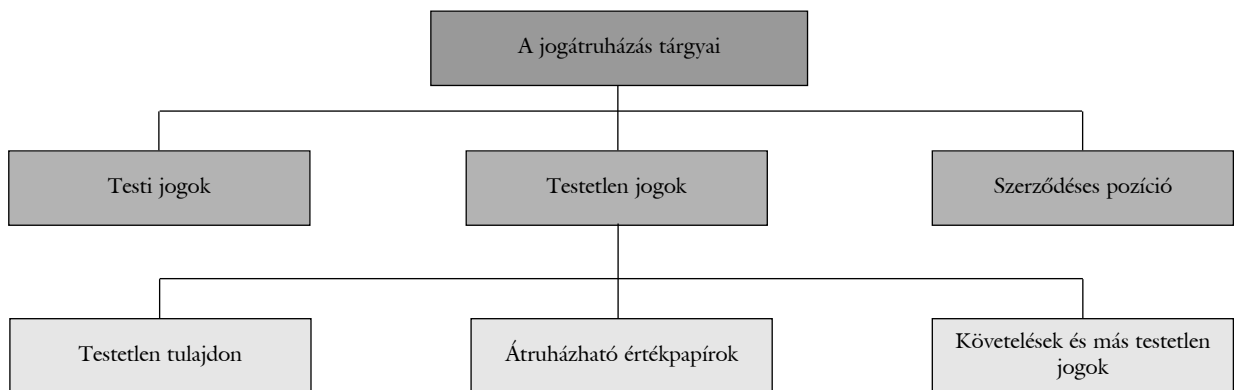 A jogátruházás tárgyai
Testi jogok
Testetlen jogok
Szerződéses pozíció
Testetlen tulajdon
Átruházható értékpapírok
Követelések és más testetlen
jogok